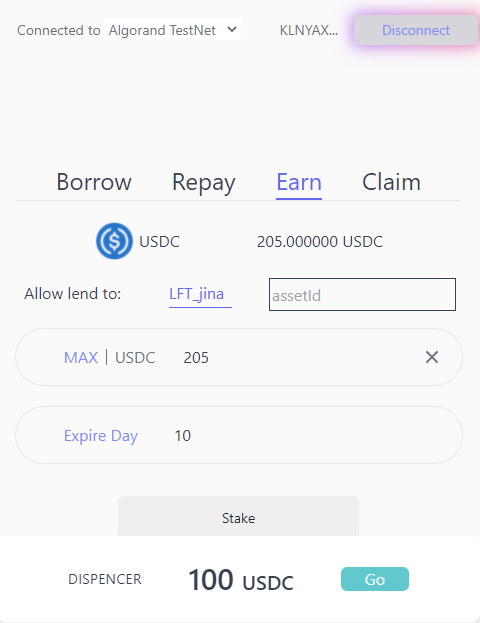 Connected to Algorand TestNet KLNYAX... Disconnect
Borrow Repay Earn Claim
USDC 205.000000 USDC
Allow lend to: LFT_jina assetId
MAX | USDC 205
Expire Day 10
Stake
DISPENCER 100 USDC Go